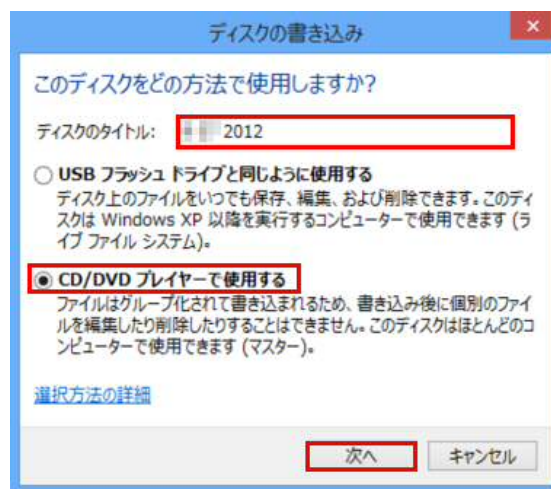 ディスクの書き込み
このディスクをどの方法で使用しますか?
ディスクのタイトル: 2012
USB フラッシュ ドライブと同じように使用する
ディスク上のファイルをいつでも保存、編集、および削除できます。このディ
スクは Windows XP 以降を実行するコンピューターで使用できます (ラ
イブ ファイル システム)。
CD/DVD プレイヤーで使用する
ファイルはグループ化されて書き込まれるため、書き込み後に個別のファイ
ルを編集したり削除したりすることはできません。このディスクはほとんどのコ
ンピューターで使用できます (マスター)。
選択方法の詳細
次へ
キャンセル